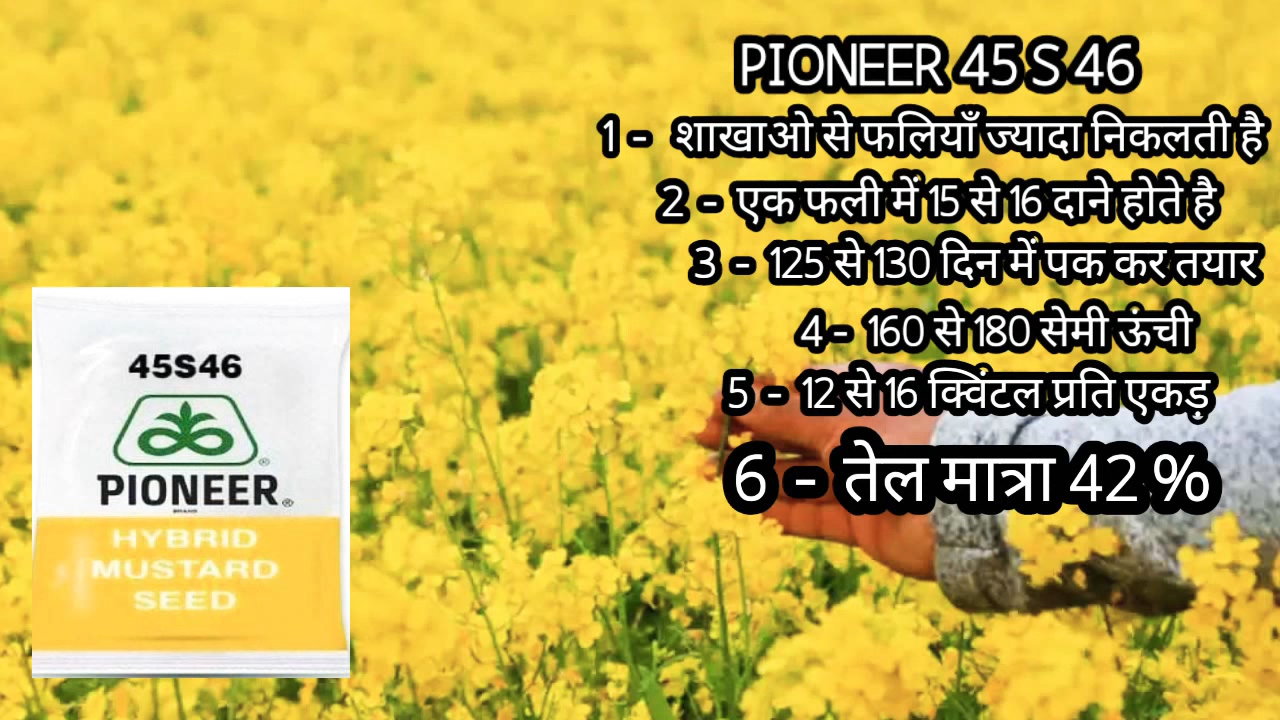 PIONEER 45 S 46
1 - शाखाओ से फलियाँ ज्यादा निकलती है
2 - एक फली में 15 से 16 दाने होते है
3 - 125 से 130 दिन में पक कर तयार
4 - 160 से 180 सेमी ऊंची
5 - 12 से 16 क्विंटल प्रति एकड़
6 - तेल मात्रा 42 %
45S46
PIONEER®
BRAND
HYBRID
MUSTARD
SEED